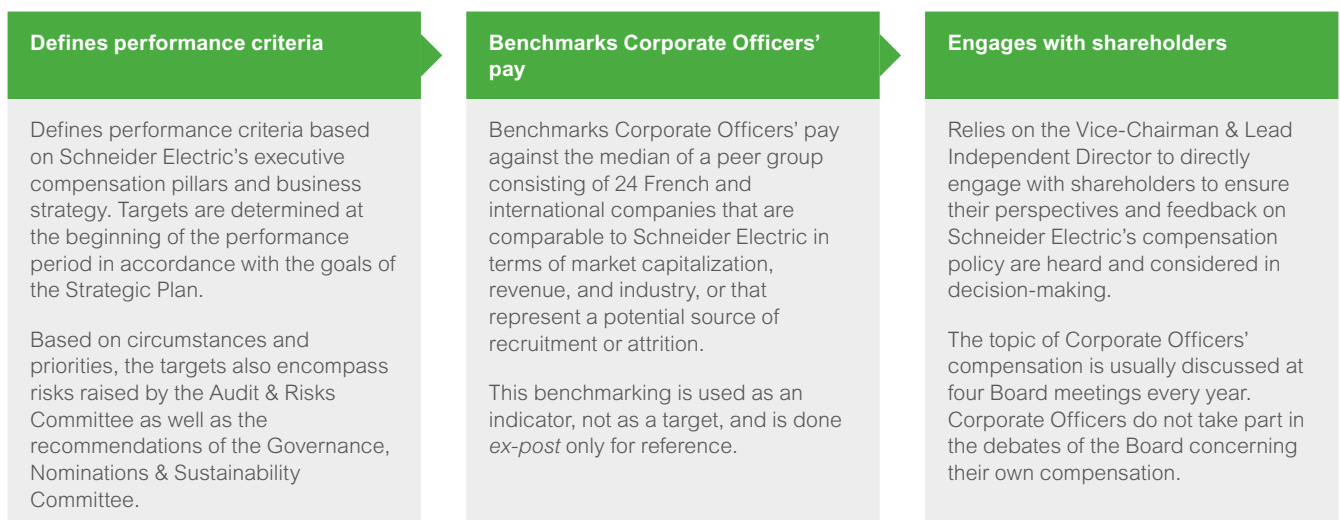 Defines performance criteria
Defines performance criteria based
on Schneider Electric's executive
compensation pillars and business
strategy. Targets are determined at
the beginning of the performance
period in accordance with the goals of
the Strategic Plan.
Based on circumstances and
priorities, the targets also encompass
risks raised by the Audit & Risks
Committee as well as the
recommendations of the Governance,
Nominations & Sustainability
Committee.
Benchmarks Corporate Officers'
pay
Benchmarks Corporate Officers' pay
against the median of a peer group
consisting of 24 French and
international companies that are
comparable to Schneider Electric in
terms of market capitalization,
revenue, and industry, or that
represent a potential source of
recruitment or attrition.
This benchmarking is used as an
indicator, not as a target, and is done
ex-post only for reference.
Engages with shareholders
Relies on the Vice-Chairman & Lead
Independent Director to directly
engage with shareholders to ensure
their perspectives and feedback on
Schneider Electric's compensation
policy are heard and considered in
decision-making.
The topic of Corporate Officers'
compensation is usually discussed at
four Board meetings every year.
Corporate Officers do not take part in
the debates of the Board concerning
their own compensation.